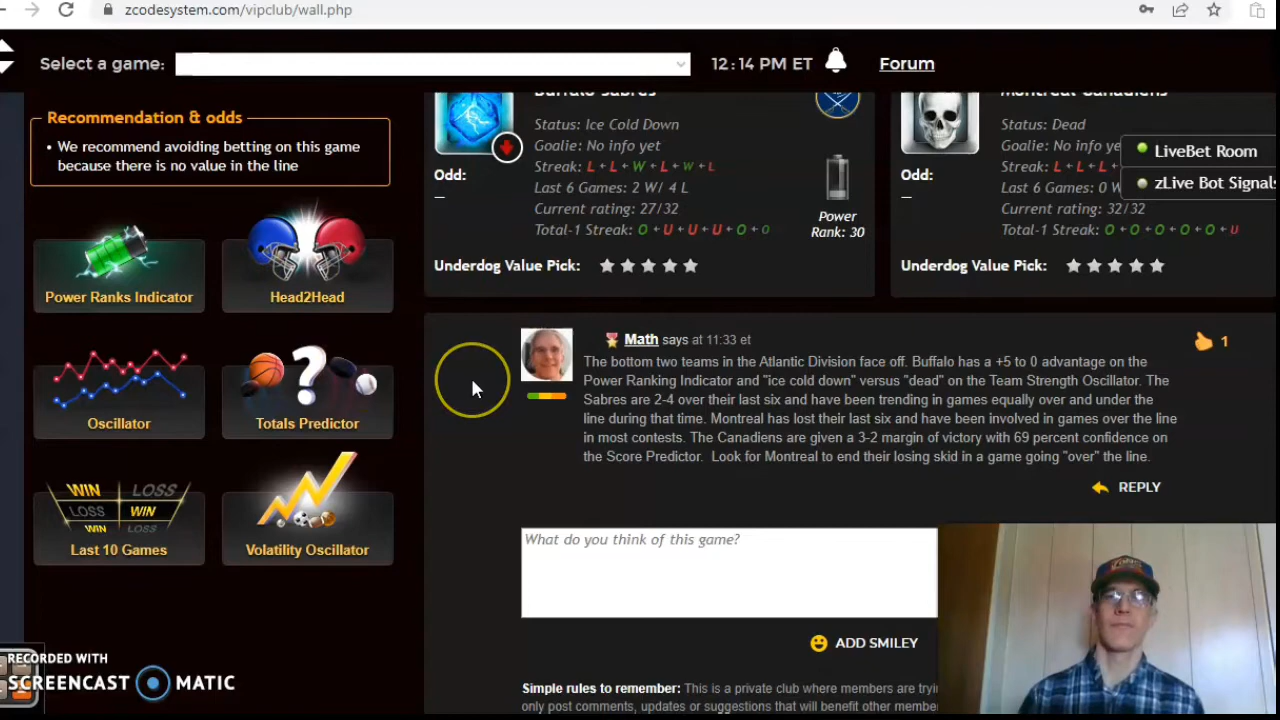 zcodesystem.com/vipclub/wall.php
Select a game:
12:14 PM ET
Forum
Recommendation & odds
• We recommend avoiding betting on this game
because there is no value in the line
Power Ranks Indicator
Head2Head
Oscillator
Totals Predictor
WIN LOSS
LOSS WIN
WIN LOSS
Last 10 Games
Volatility Oscillator
Buffalo Sabres
Status: Ice Cold Down
Goalie: No info yet
Odd:
Streak: L + L + W + L + W + L
—
Last 6 Games: 2 W/ 4 L
Current rating: 27/32
Power
Rank: 30
Total-1 Streak: O + U + U + U + O + O
Underdog Value Pick:
Montreal Canadiens
Status: Dead
Goalie: No info ye
Odd:
Streak: L + L + L +
—
Last 6 Games: 0 W
Current rating: 32/32
Total-1 Streak: O + O + O + O + O + U
Underdog Value Pick:
LiveBet Room
zLive Bot Signals
Math says at 11:33 et
1
The bottom two teams in the Atlantic Division face off. Buffalo has a +5 to 0 advantage on the
Power Ranking Indicator and "ice cold down" versus "dead" on the Team Strength Oscillator. The
Sabres are 2-4 over their last six and have been trending in games equally over and under the
line during that time. Montreal has lost their last six and have been involved in games over the line
in most contests. The Canadiens are given a 3-2 margin of victory with 69 percent confidence on
the Score Predictor. Look for Montreal to end their losing skid in a game going "over" the line.
REPLY
What do you think of this game?
ADD SMILEY
Simple rules to remember: This is a private club where members are tryi
only post comments, updates or suggestions that will benefit other membe
RECORDED WITH
SCREENCAST MATIC